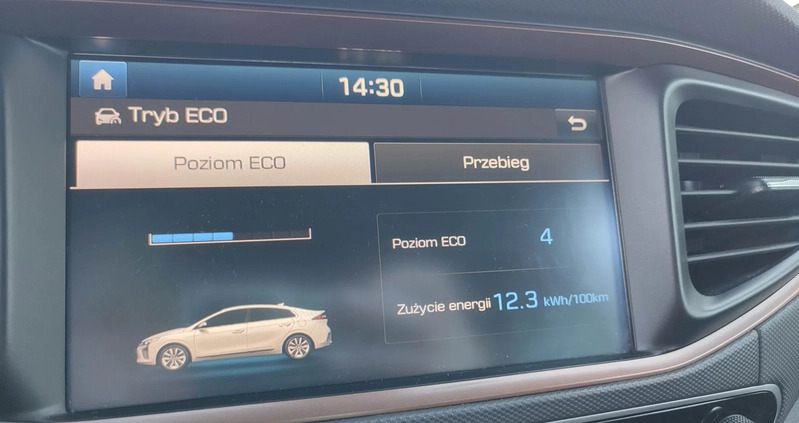 14:30
Tryb ECO
Poziom ECO
Przebieg
Poziom ECO 4
Zużycie energii 12.3 kWh/100km